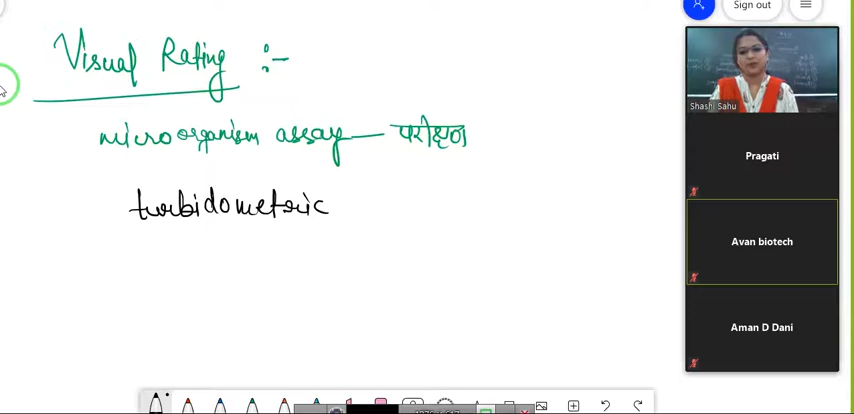 Sign out
Visual Rating :-
microorganism assay — परीक्षण
turbidometric
Shashi Sahu
Pragati
Avan biotech
Aman D Dani